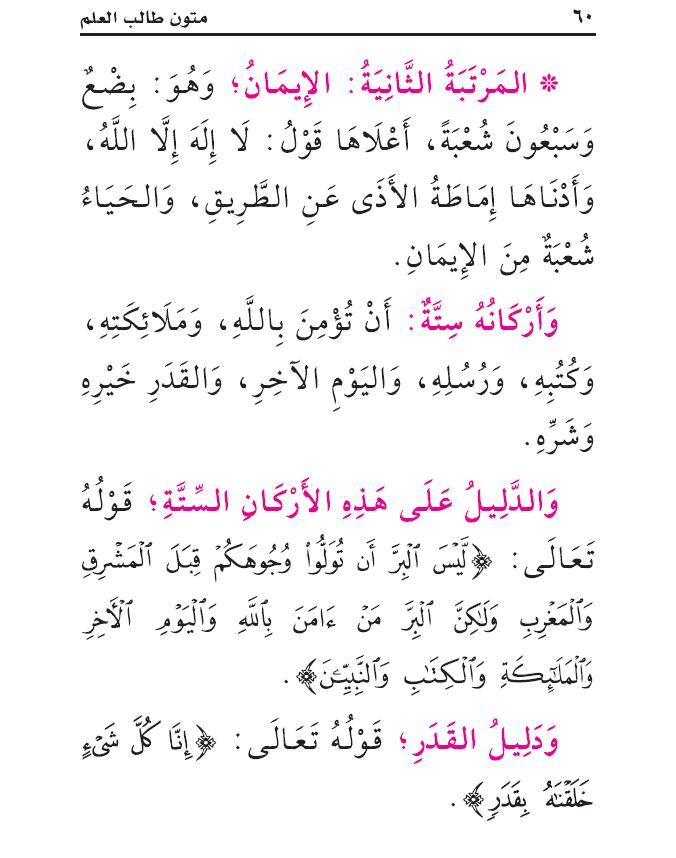 ٦٠ متون طالب العلم
❋ المَرْتَبَةُ الثَّانِيَةُ: الإِيمَانُ؛ وَهُوَ: بِضْعٌ
وَسَبْعُونَ شُعْبَةً، أَعْلَاهَا قَوْلُ: لَا إِلَهَ إِلَّا اللَّهُ،
وَأَدْنَاهَا إِمَاطَةُ الأَذَى عَنِ الطَّرِيقِ، وَالحَيَاءُ
شُعْبَةٌ مِنَ الإِيمَانِ.
وَأَرْكَانُهُ سِتَّةٌ: أَنْ تُؤْمِنَ بِاللَّهِ، وَمَلَائِكَتِهِ،
وَكُتُبِهِ، وَرُسُلِهِ، وَاليَوْمِ الآخِرِ، وَالقَدَرِ خَيْرِهِ
وَشَرِّهِ.
وَالدَّلِيلُ عَلَى هَذِهِ الأَرْكَانِ السِّتَّةِ؛ قَوْلُهُ
تَعَالَى: ﴿لَّيۡسَ ٱلۡبِرَّ أَن تُوَلُّواْ وُجُوهَكُمۡ قِبَلَ ٱلۡمَشۡرِقِ
وَٱلۡمَغۡرِبِ وَلَٰكِنَّ ٱلۡبِرَّ مَنۡ ءَامَنَ بِٱللَّهِ وَٱلۡيَوۡمِ ٱلۡأٓخِرِ
وَٱلۡمَلَٰٓئِكَةِ وَٱلۡكِتَٰبِ وَٱلنَّبِيِّـۧنَ﴾.
وَدَلِيلُ القَدَرِ؛ قَوْلُهُ تَعَالَى: ﴿إِنَّا كُلَّ شَيۡءٍ
خَلَقۡنَٰهُ بِقَدَرٖ﴾.